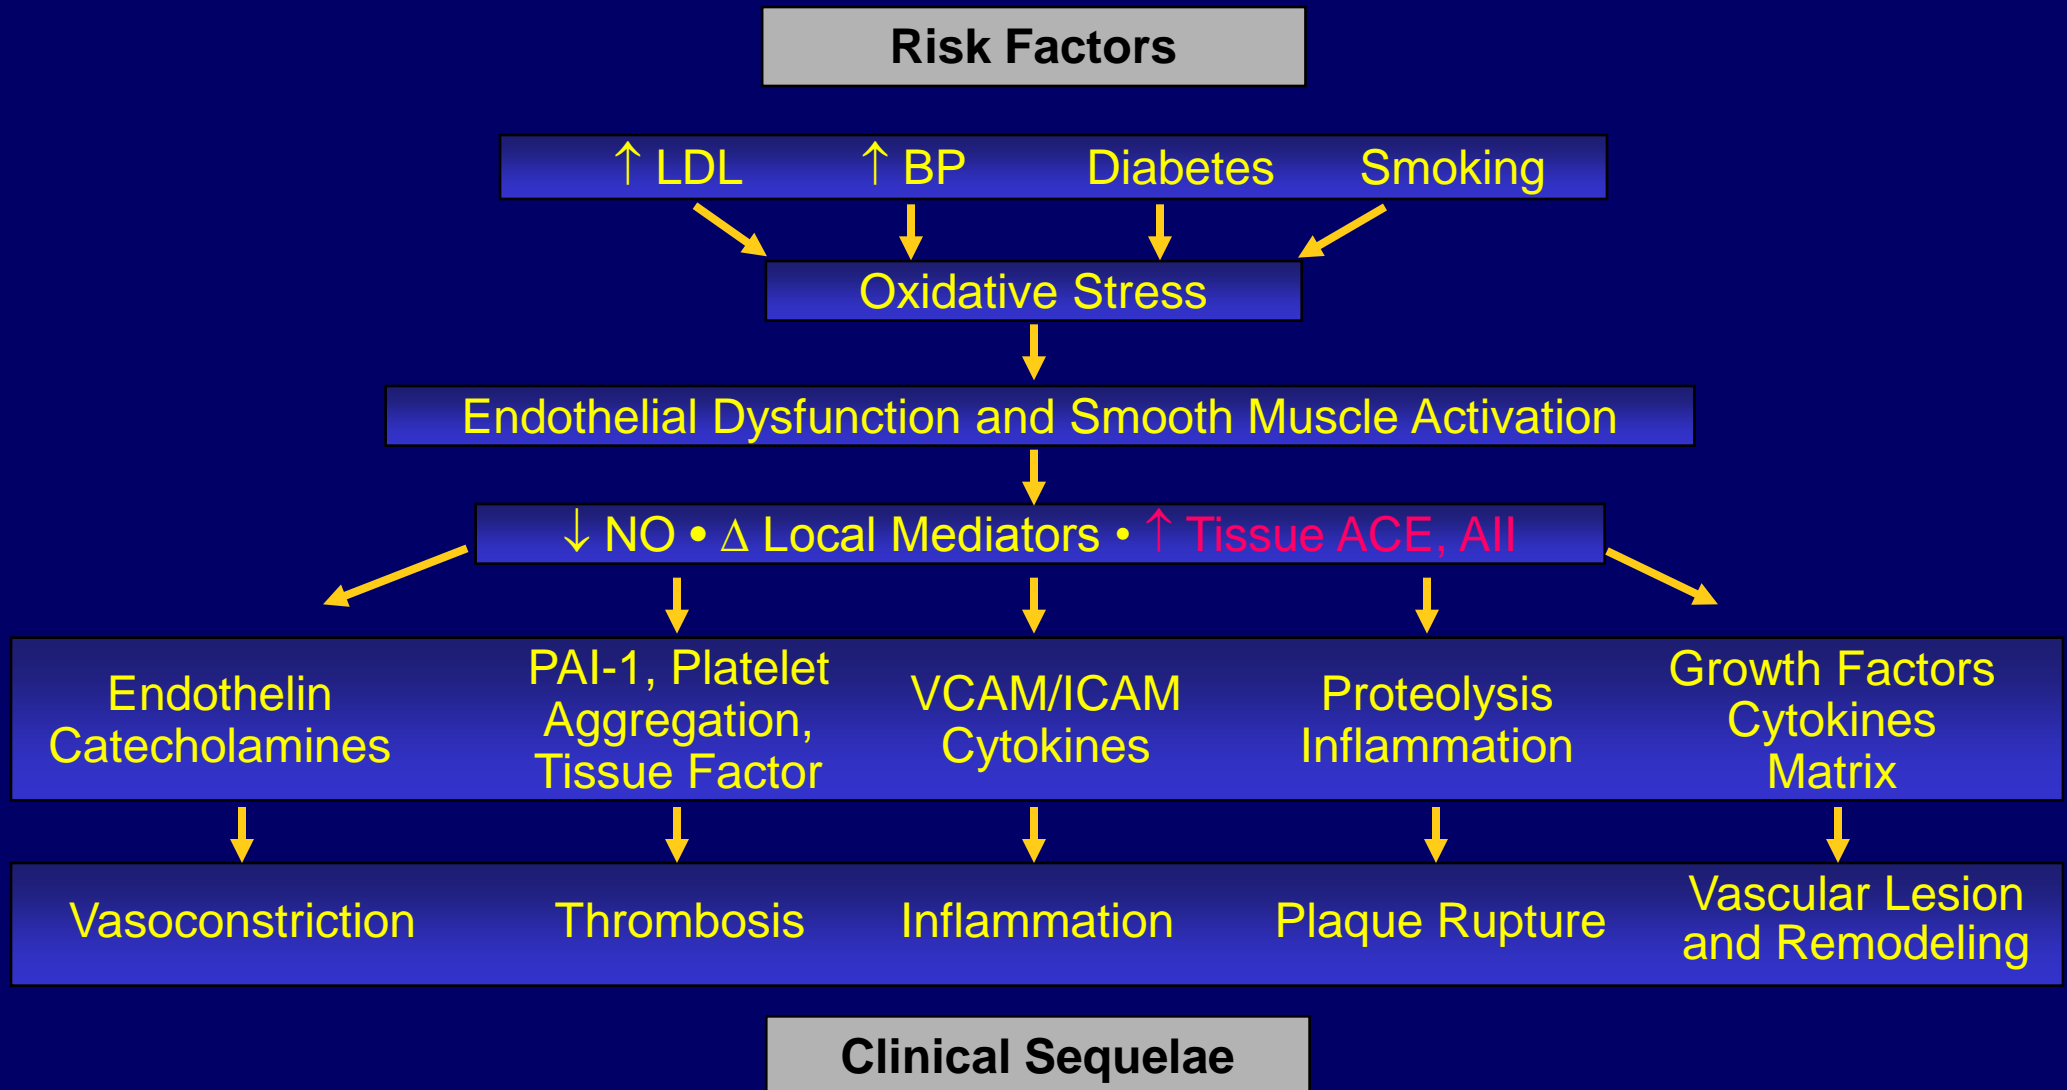 Risk Factors
↑ LDL ↑ BP Diabetes Smoking
Oxidative Stress
Endothelial Dysfunction and Smooth Muscle Activation
↓ NO • Δ Local Mediators • ↑ Tissue ACE, AII
Endothelin
Catecholamines
PAI-1, Platelet
Aggregation,
Tissue Factor
VCAM/ICAM
Cytokines
Proteolysis
Inflammation
Growth Factors
Cytokines
Matrix
Vasoconstriction
Thrombosis
Inflammation
Plaque Rupture
Vascular Lesion
and Remodeling
Clinical Sequelae